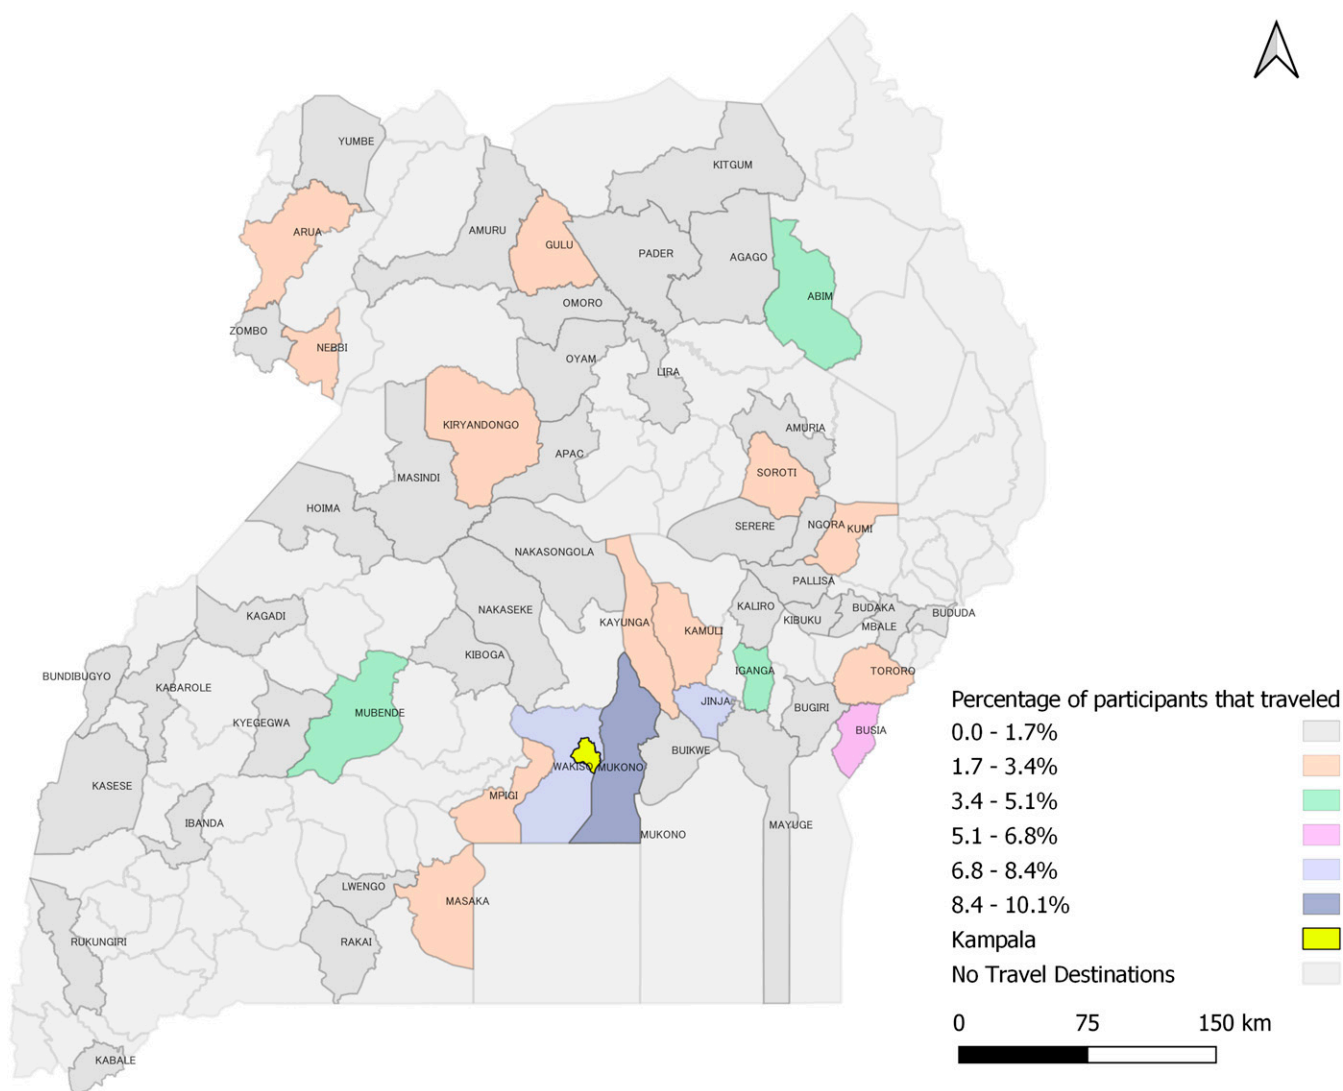 YUMBE
KITGUM
ARUA
AMURU
GULU
PADER
AGAGO
ABIM
OMORO
ZOMBO
NEBBI
OYAM
LIRA
KIRYANDONGO
AMURIA
APAC
SOROTI
MASINDI
HOIMA
SERERE
NGORA
KUMI
NAKASONGOLA
PALLISA
NAKASEKE
KALIRO
BUDAKA
KAGADI
KAYUNGA
KAMULI
KIBUKU
MBALE
BUDUDA
KIBOGA
BUNDIBUGYO
KABAROLE
IGANGA
TORORO
KYEGEGWA
MUBENDE
JINJA
BUGIRI
BUSIA
BUIKWE
KASESE
WAKISO
MUKONO
MPIGI
IBANDA
MAYUGE
MUKONO
LWENGO
MASAKA
RUKUNGIRI
RAKAI
KABALE
Percentage of participants that traveled
0.0 - 1.7%
1.7 - 3.4%
3.4 - 5.1%
5.1 - 6.8%
6.8 - 8.4%
8.4 - 10.1%
Kampala
No Travel Destinations
0 75 150 km